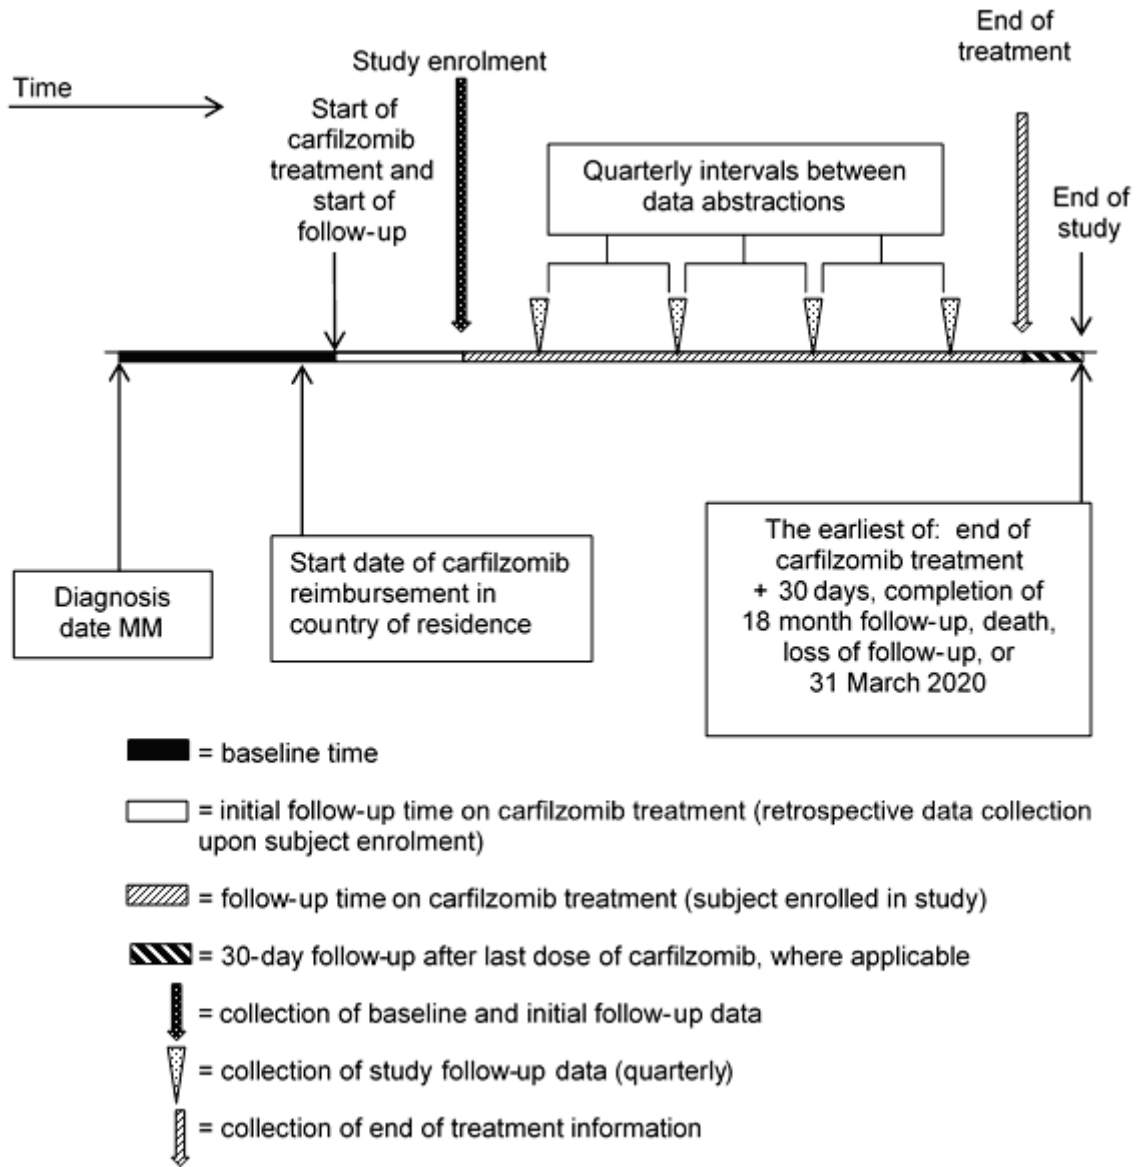 Time
Study enrolment
End of
treatment
Start of
carfilzomib
treatment and
start of
follow-up
Quarterly intervals between
data abstractions
End of
study
Diagnosis
date MM
Start date of carfilzomib
reimbursement in
country of residence
The earliest of: end of
carfilzomib treatment
+ 30 days, completion of
18 month follow-up, death,
loss of follow-up, or
31 March 2020
= baseline time
= initial follow-up time on carfilzomib treatment (retrospective data collection
upon subject enrolment)
= follow-up time on carfilzomib treatment (subject enrolled in study)
= 30-day follow-up after last dose of carfilzomib, where applicable
= collection of baseline and initial follow-up data
= collection of study follow-up data (quarterly)
= collection of end of treatment information